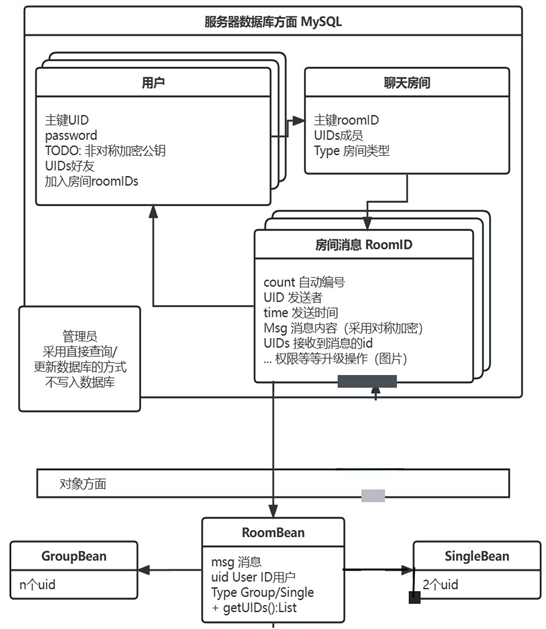 服务器数据库方面 MySQL
用户
主键UID
password
TODO: 非对称加密公钥
UIDs好友
加入房间roomIDs
聊天房间
主键roomID
UIDs成员
Type 房间类型
房间消息 RoomID
count 自动编号
UID 发送者
time 发送时间
Msg 消息内容（采用对称加密）
UIDs 接收到消息的id
... 权限等等升级操作（图片）
管理员
采用直接查询/
更新数据库的方式
不写入数据库
对象方面
RoomBean
msg 消息
uid User ID用户
Type Group/Single
+ getUIDs():List
GroupBean
n个uid
SingleBean
2个uid